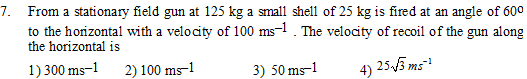 7. From a stationary field gun at 125 kg a small shell of 25 kg is fired at an angle of 60⁰
to the horizontal with a velocity of 100 ms⁻¹ . The velocity of recoil of the gun along
the horizontal is
1) 300 ms⁻¹ 2) 100 ms⁻¹ 3) 50 ms⁻¹ 4) 25√3 ms⁻¹